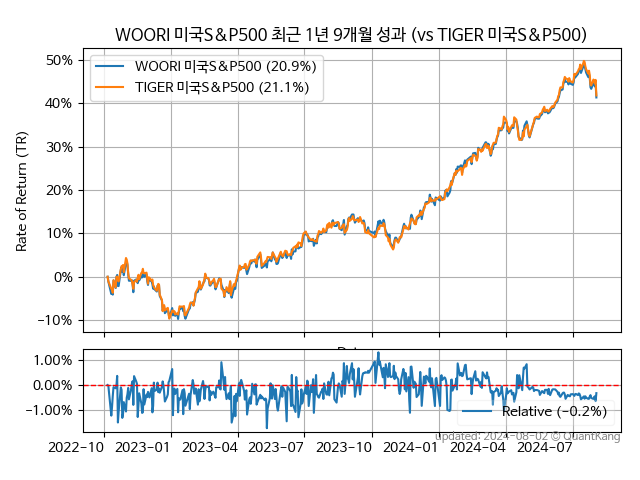 WOORI 미국S&P500 최근 1년 9개월 성과 (vs TIGER 미국S&P500)
WOORI 미국S&P500 (20.9%)
TIGER 미국S&P500 (21.1%)
Rate of Return (TR)
50%
40%
30%
20%
10%
0%
−10%
1.00%
0.00%
−1.00%
Relative (−0.2%)
2022-10 2023-01 2023-04 2023-07 2023-10 2024-01 2024-04 2024-07
updated: 2024-08-02 © QuantKang